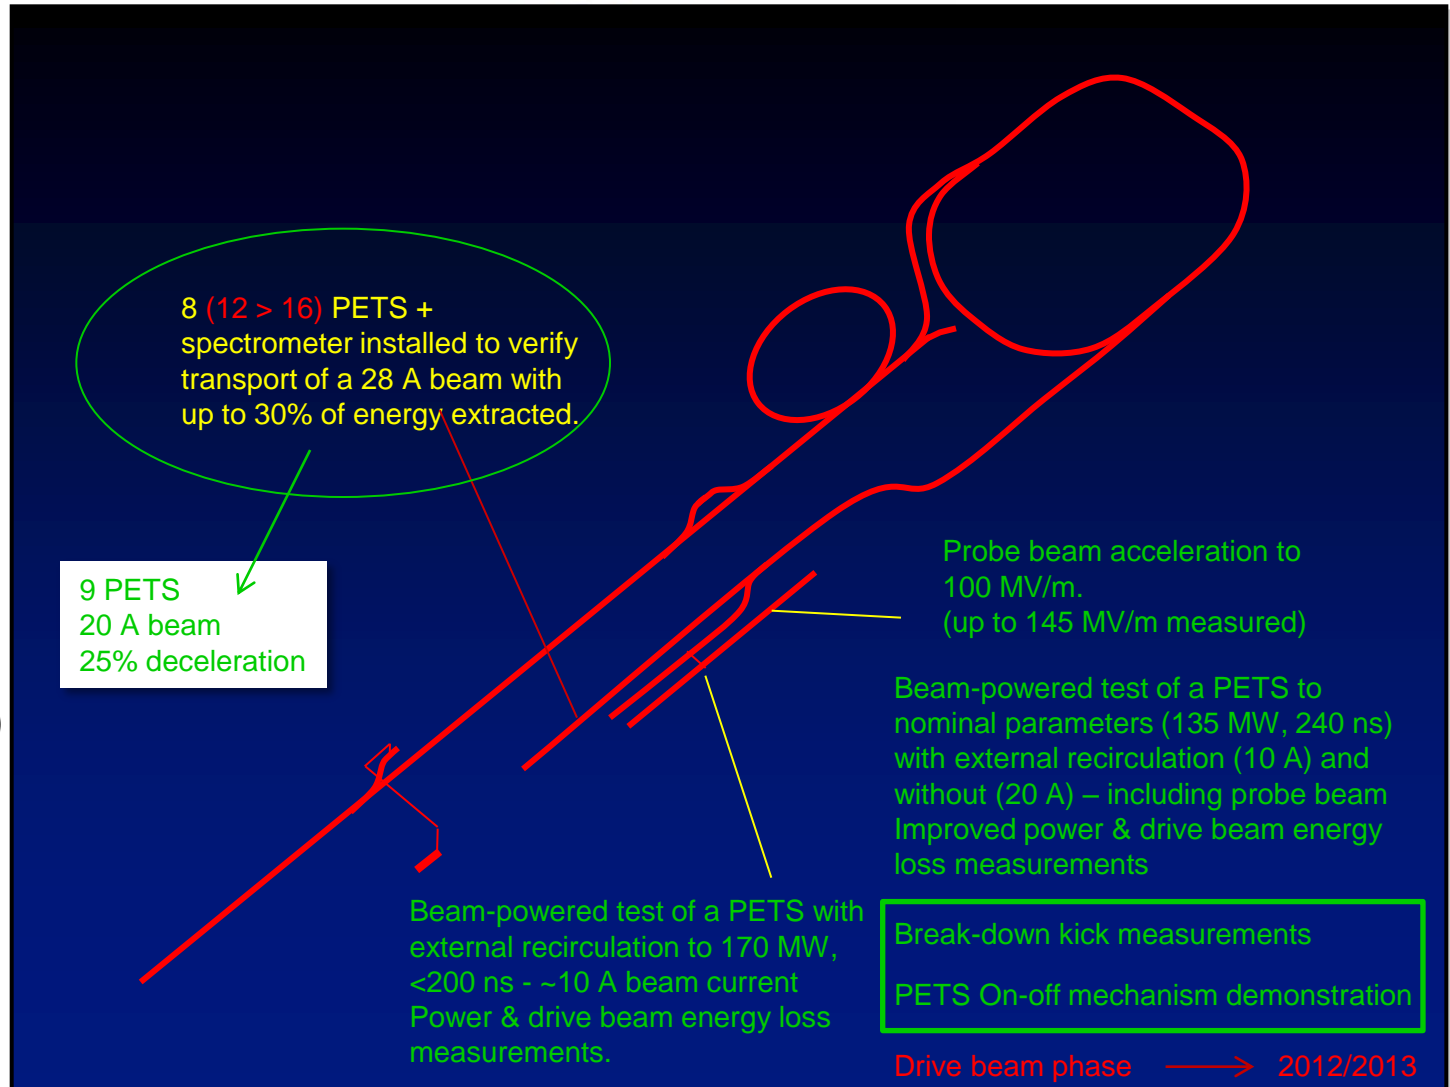 8 (12 > 16) PETS +
spectrometer installed to verify
transport of a 28 A beam with
up to 30% of energy extracted.
9 PETS
20 A beam
25% deceleration
Probe beam acceleration to
100 MV/m.
(up to 145 MV/m measured)
Beam-powered test of a PETS to
nominal parameters (135 MW, 240 ns)
with external recirculation (10 A) and
without (20 A) – including probe beam
Improved power & drive beam energy
loss measurements
Beam-powered test of a PETS with
external recirculation to 170 MW,
<200 ns - ~10 A beam current
Power & drive beam energy loss
measurements.
Break-down kick measurements
PETS On-off mechanism demonstration
Drive beam phase 2012/2013